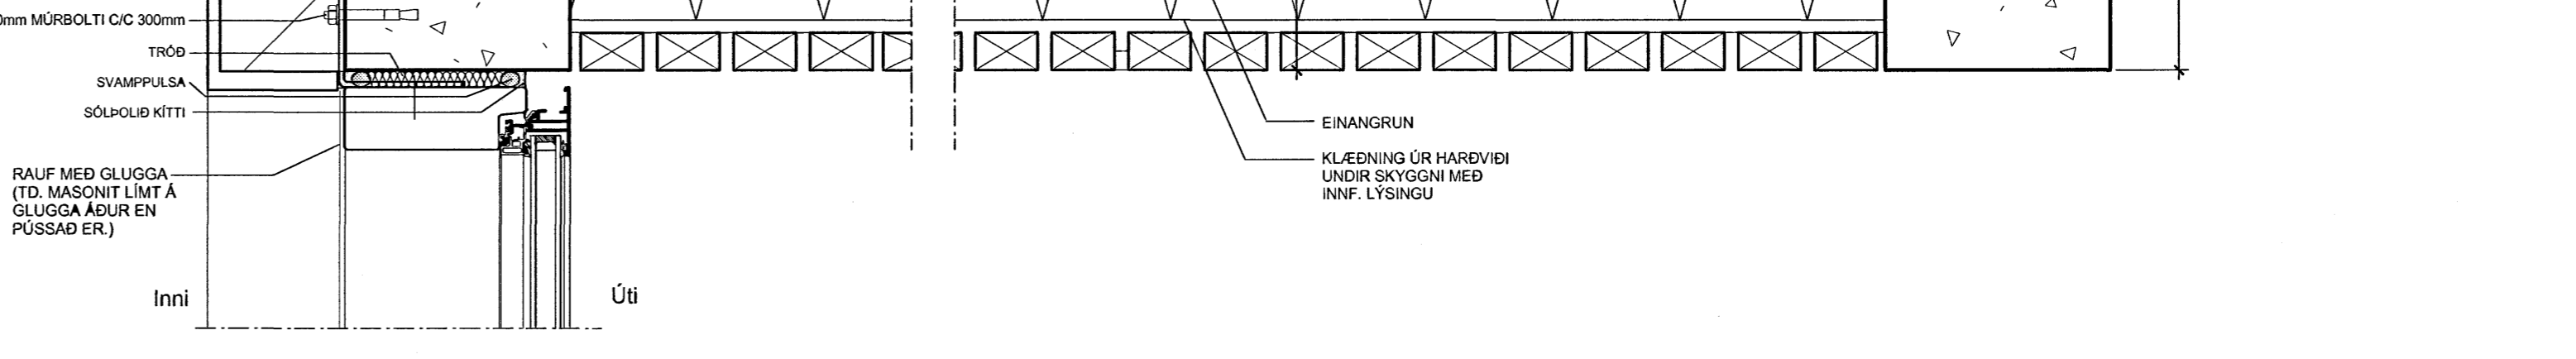 0mm MÚRBOLTI C/C 300mm
TRÓÐ
SVAMPPULSA
SÓLÞOLIÐ KÍTTI
RAUF MEÐ GLUGGA
(TD. MASONIT LÍMT Á
GLUGGA ÁÐUR EN
PÚSSAÐ ER.)
Inni
Úti
EINANGRUN
KLÆÐNING ÚR HARÐVIÐI
UNDIR SKYGGNI MEÐ
INNF. LÝSINGU